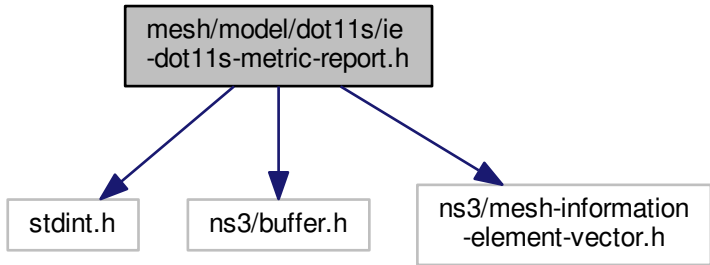 mesh/model/dot11s/ie
-dot11s-metric-report.h
stdint.h
ns3/buffer.h
ns3/mesh-information
-element-vector.h